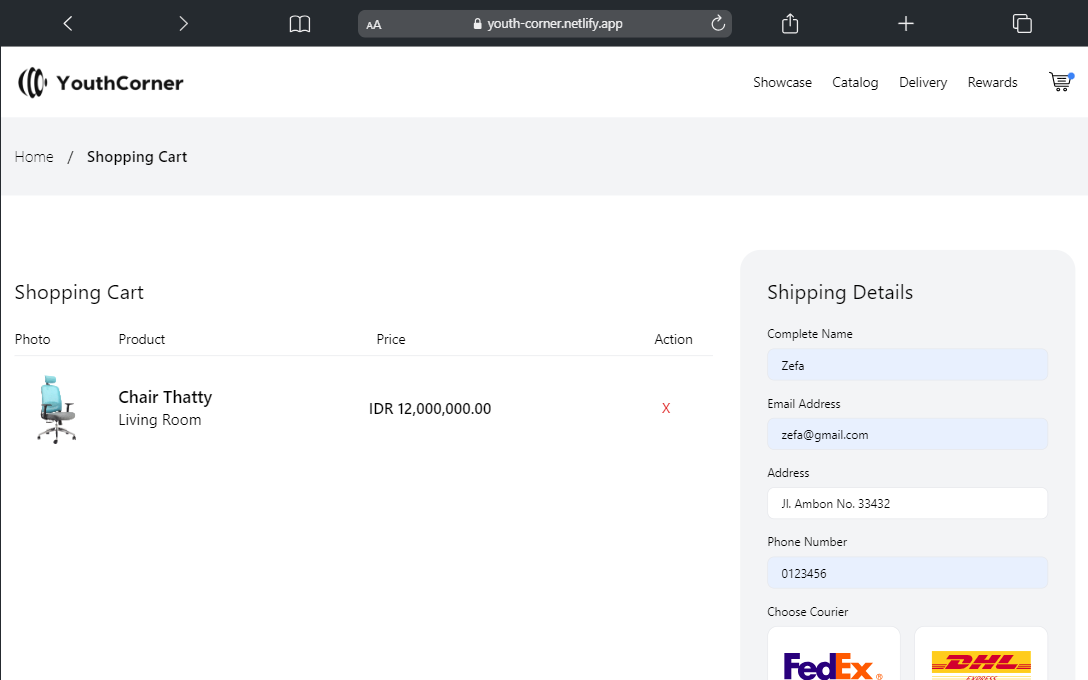 AA youth-corner.netlify.app
YouthCorner Showcase Catalog Delivery Rewards
Home / Shopping Cart
Shopping Cart
Photo Product Price Action
Chair Thatty
Living Room
IDR 12,000,000.00
X
Shipping Details
Complete Name
Zefa
Email Address
zefa@gmail.com
Address
Jl. Ambon No. 33432
Phone Number
0123456
Choose Courier
FedEx®
DHL
EXPRESS